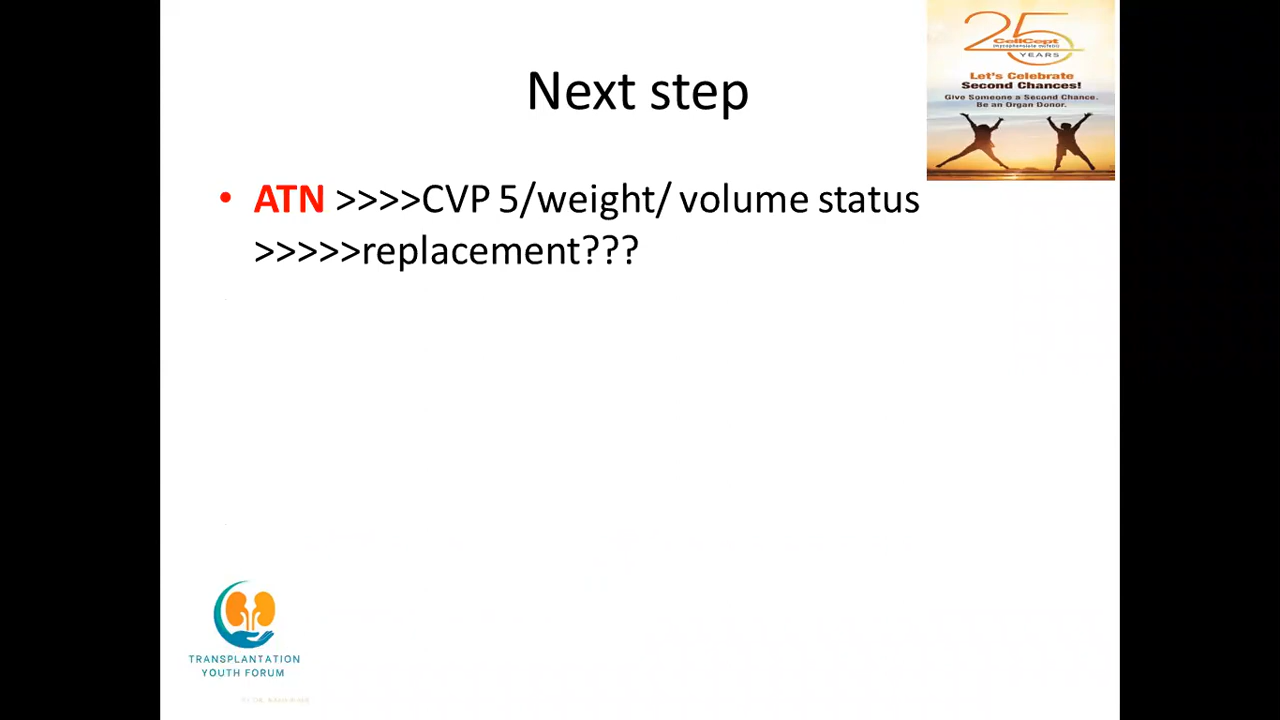 25
CellCept
(mycophenolate mofetil)
YEARS
Let's Celebrate
Second Chances!
Give Someone a Second Chance.
Be an Organ Donor.
Next step
• ATN >>>>CVP 5/weight/ volume status
>>>>>replacement???
TRANSPLANTATION
YOUTH FORUM